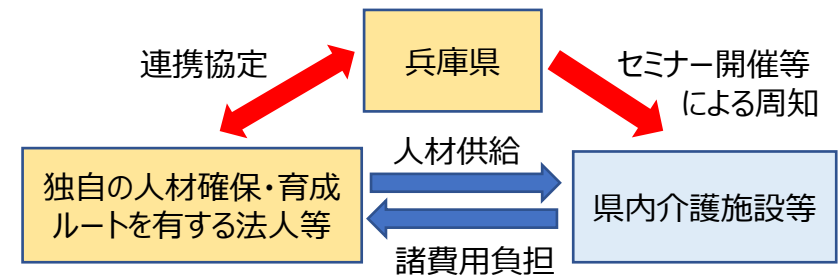 連携協定
兵庫県
セミナー開催等
による周知
人材供給
独自の人材確保・育成
ルートを有する法人等
県内介護施設等
諸費用負担